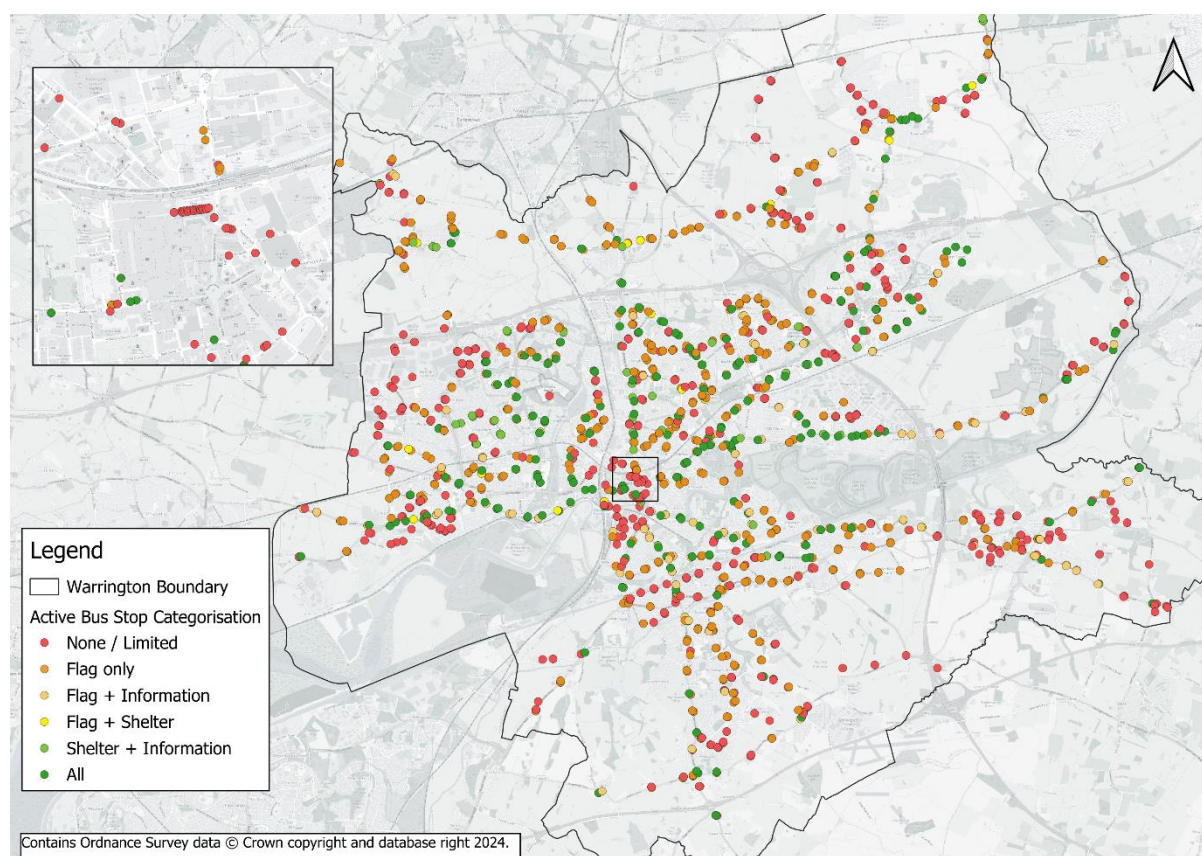 Legend
Warrington Boundary
Active Bus Stop Categorisation
None / Limited
Flag only
Flag + Information
Flag + Shelter
Shelter + Information
All
Contains Ordnance Survey data © Crown copyright and database right 2024.